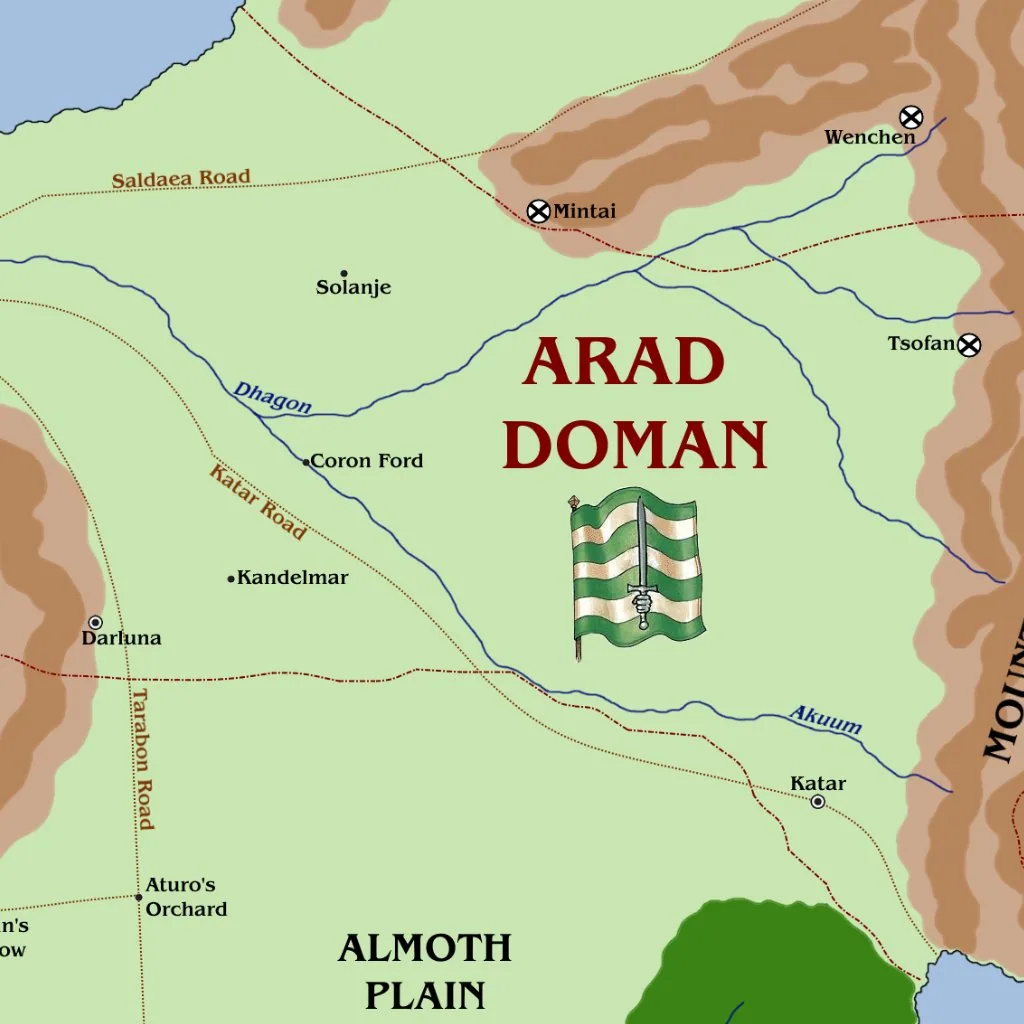 Wenchen
Saldaea Road
Mintai
Solanje
Tsofan
ARAD
DOMAN
Dhagon
Coron Ford
Katar Road
Kandelmar
Darluna
Tarabon Road
Akuum
Katar
Aturo's
Orchard
ALMOTH
PLAIN